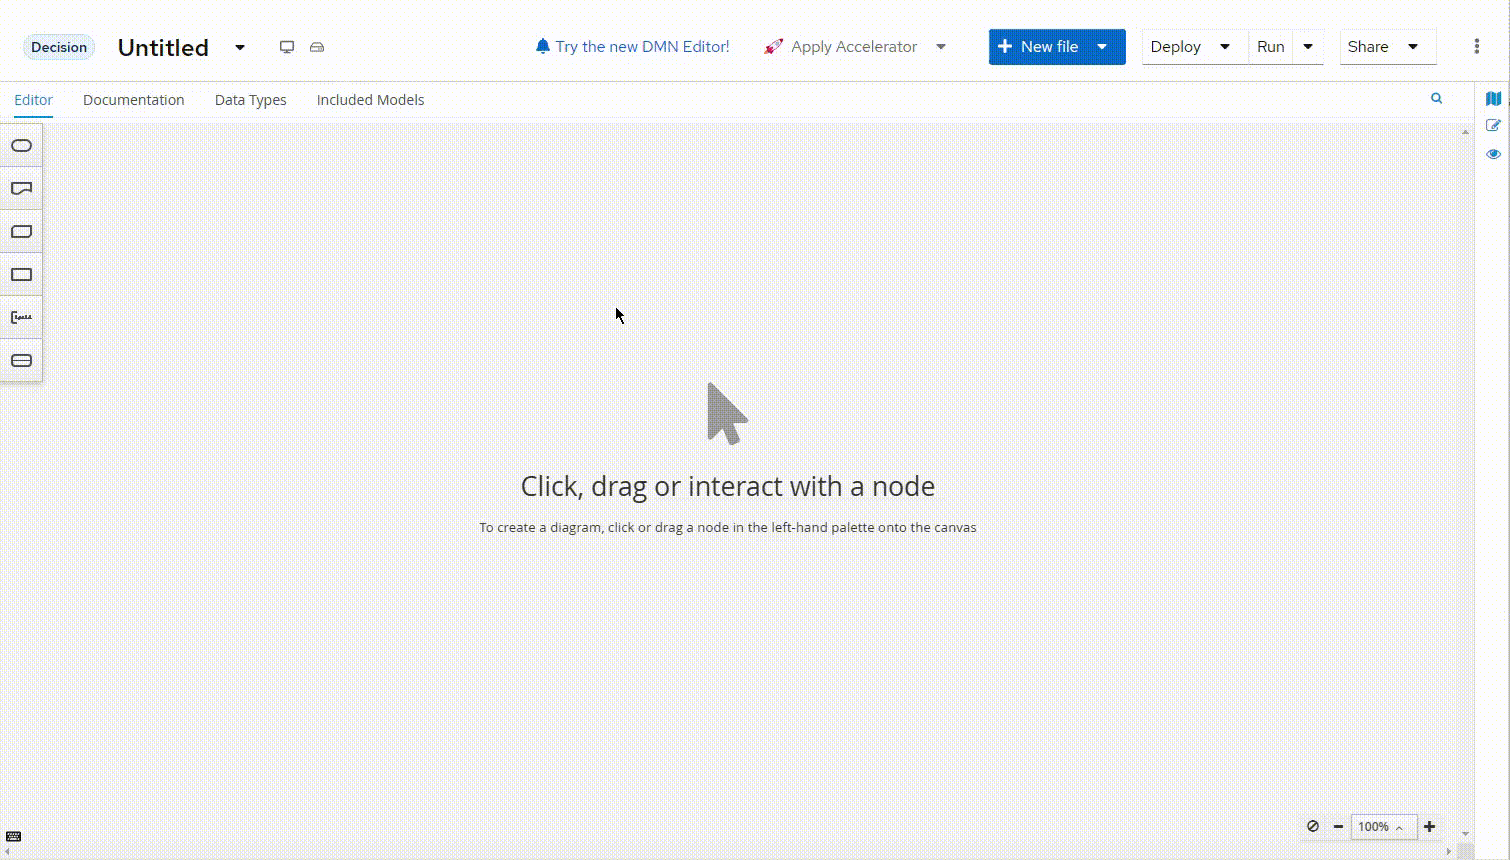 Decision Untitled Try the new DMN Editor! Apply Accelerator New file Deploy Run Share
Editor Documentation Data Types Included Models
Click, drag or interact with a node
To create a diagram, click or drag a node in the left-hand palette onto the canvas
100%